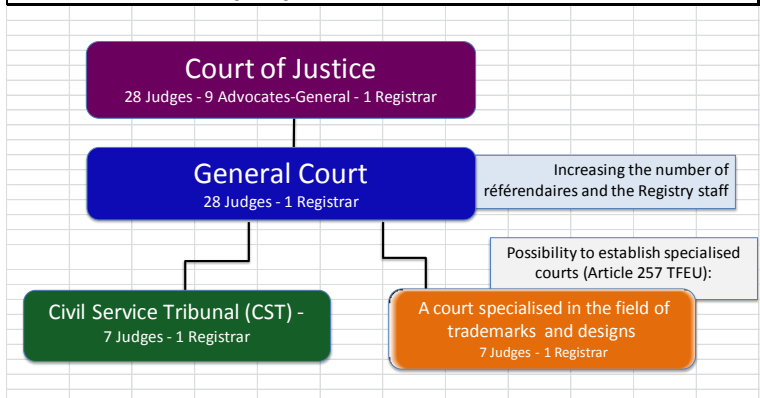 Court of Justice
28 Judges - 9 Advocates-General - 1 Registrar
General Court
28 Judges - 1 Registrar
Increasing the number of
référendaires and the Registry staff
Possibility to establish specialised
courts (Article 257 TFEU):
Civil Service Tribunal (CST) -
7 Judges - 1 Registrar
A court specialised in the field of
trademarks and designs
7 Judges - 1 Registrar